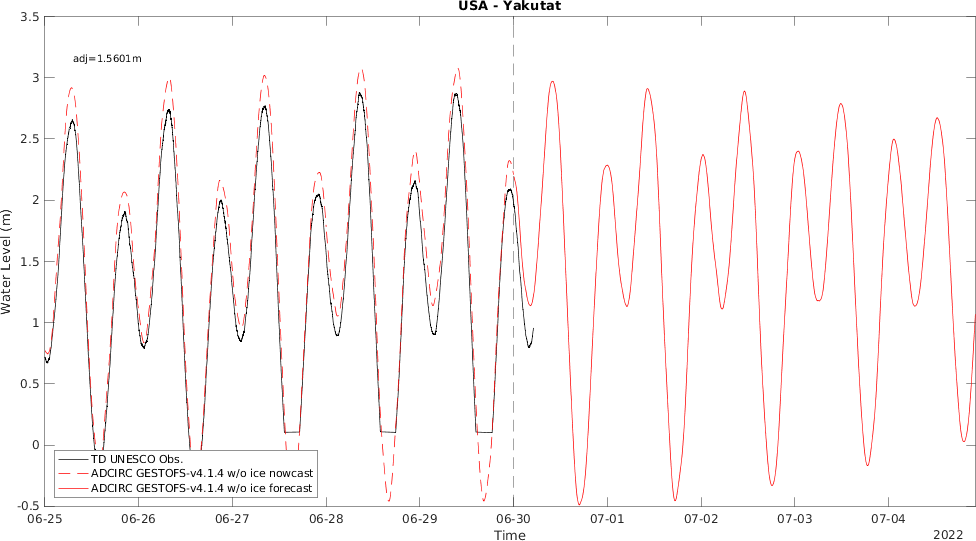 USA - Yakutat
adj=1.5601m
3.5
3
2.5
2
1.5
1
0.5
0
-0.5
Water Level (m)
TD UNESCO Obs.
ADCIRC GESTOFS-v4.1.4 w/o ice nowcast
ADCIRC GESTOFS-v4.1.4 w/o ice forecast
06-25 06-26 06-27 06-28 06-29 06-30 07-01 07-02 07-03 07-04
Time
2022